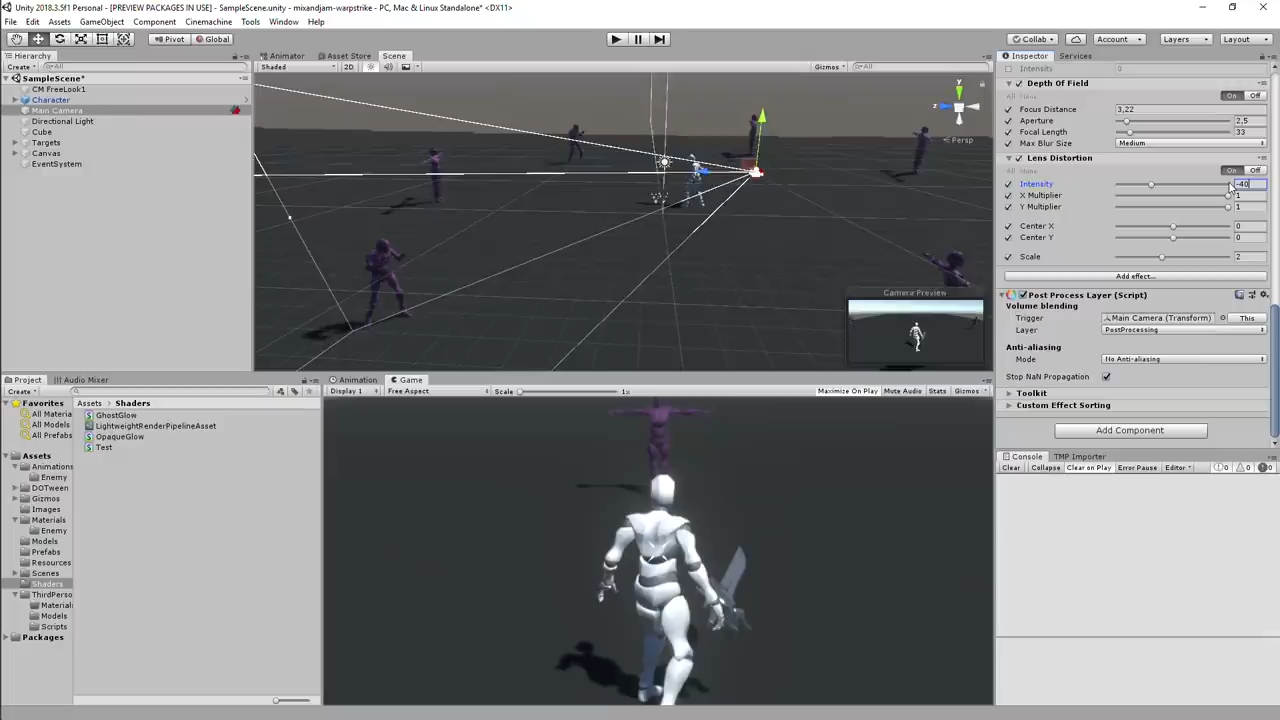 Unity 2018.3.5f1 Personal - [PREVIEW PACKAGES IN USE] - SampleScene.unity - mixandjam-warpstrike - PC, Mac & Linux Standalone* <DX11>
File Edit Assets GameObject Component Cinemachine Tools Window Help
Pivot Global Collab Account Layers Layout
Hierarchy
Create All
SampleScene*
CM FreeLook1
Character
Main Camera
Directional Light
Cube
Targets
Canvas
EventSystem
Animator Asset Store Scene
Shaded 2D Gizmos All
y
z
Persp
Camera Preview
Project Audio Mixer
Create
Favorites
All Materia
All Models
All Prefabs
Assets
Animations
Enemy
DOTween
Gizmos
Images
Materials
Enemy
Models
Prefabs
Resources
Scenes
Shaders
ThirdPerso
Material
Models
Scripts
Packages
Assets Shaders
GhostGlow
LightweightRenderPipelineAsset
OpaqueGlow
Test
Animation Game
Display 1 Free Aspect Scale 1x Maximize On Play Mute Audio Stats Gizmos
Inspector Services
Intensity 0
Depth Of Field
All None On Off
Focus Distance 3,22
Aperture 2,5
Focal Length 33
Max Blur Size Medium
Lens Distortion
All None On Off
Intensity -40
X Multiplier 1
Y Multiplier 1
Center X 0
Center Y 0
Scale 2
Add effect...
Post Process Layer (Script)
Volume blending
Trigger Main Camera (Transform) This
Layer PostProcessing
Anti-aliasing
Mode No Anti-aliasing
Stop NaN Propagation
Toolkit
Custom Effect Sorting
Add Component
Console TMP Importer
Clear Collapse Clear on Play Error Pause Editor 0 0 0